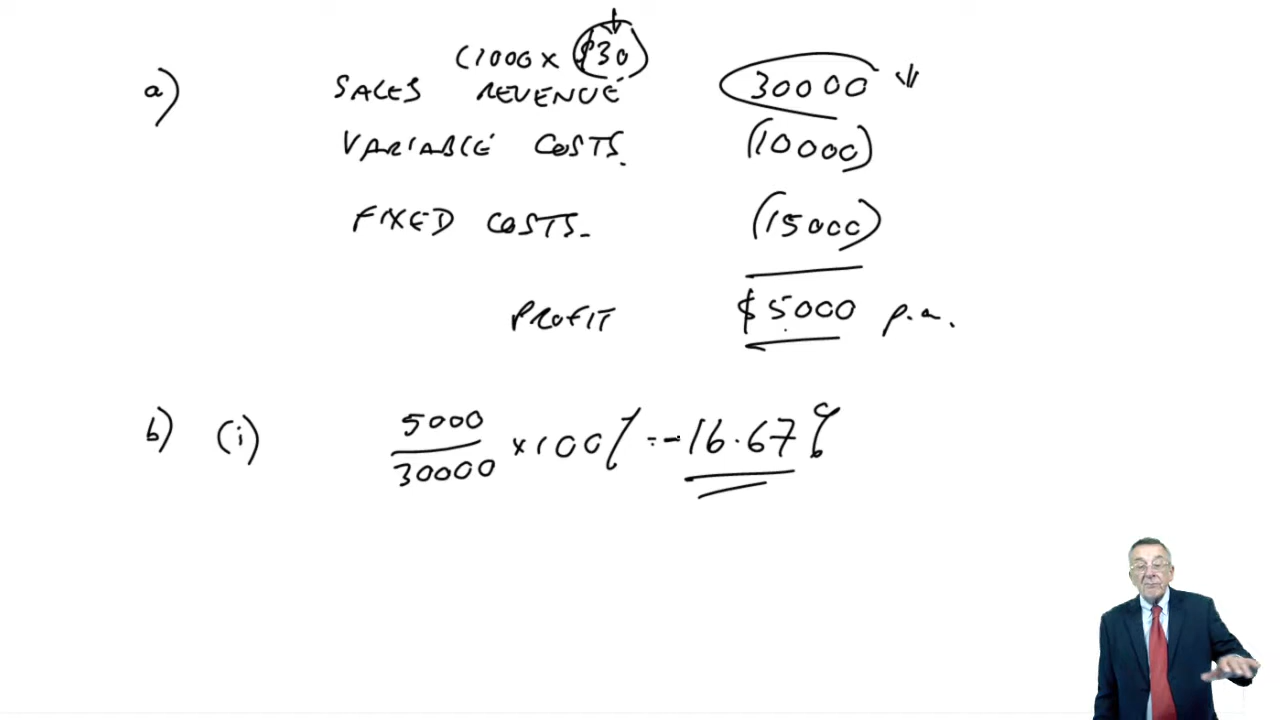 (1000 x $30)
a) SALES REVENUE 30000
VARIABLE COSTS. (10000)
FIXED COSTS. (15000)
PROFIT $5000 p.a.
b) (i) 5000/30000 x 100% = -16.67%